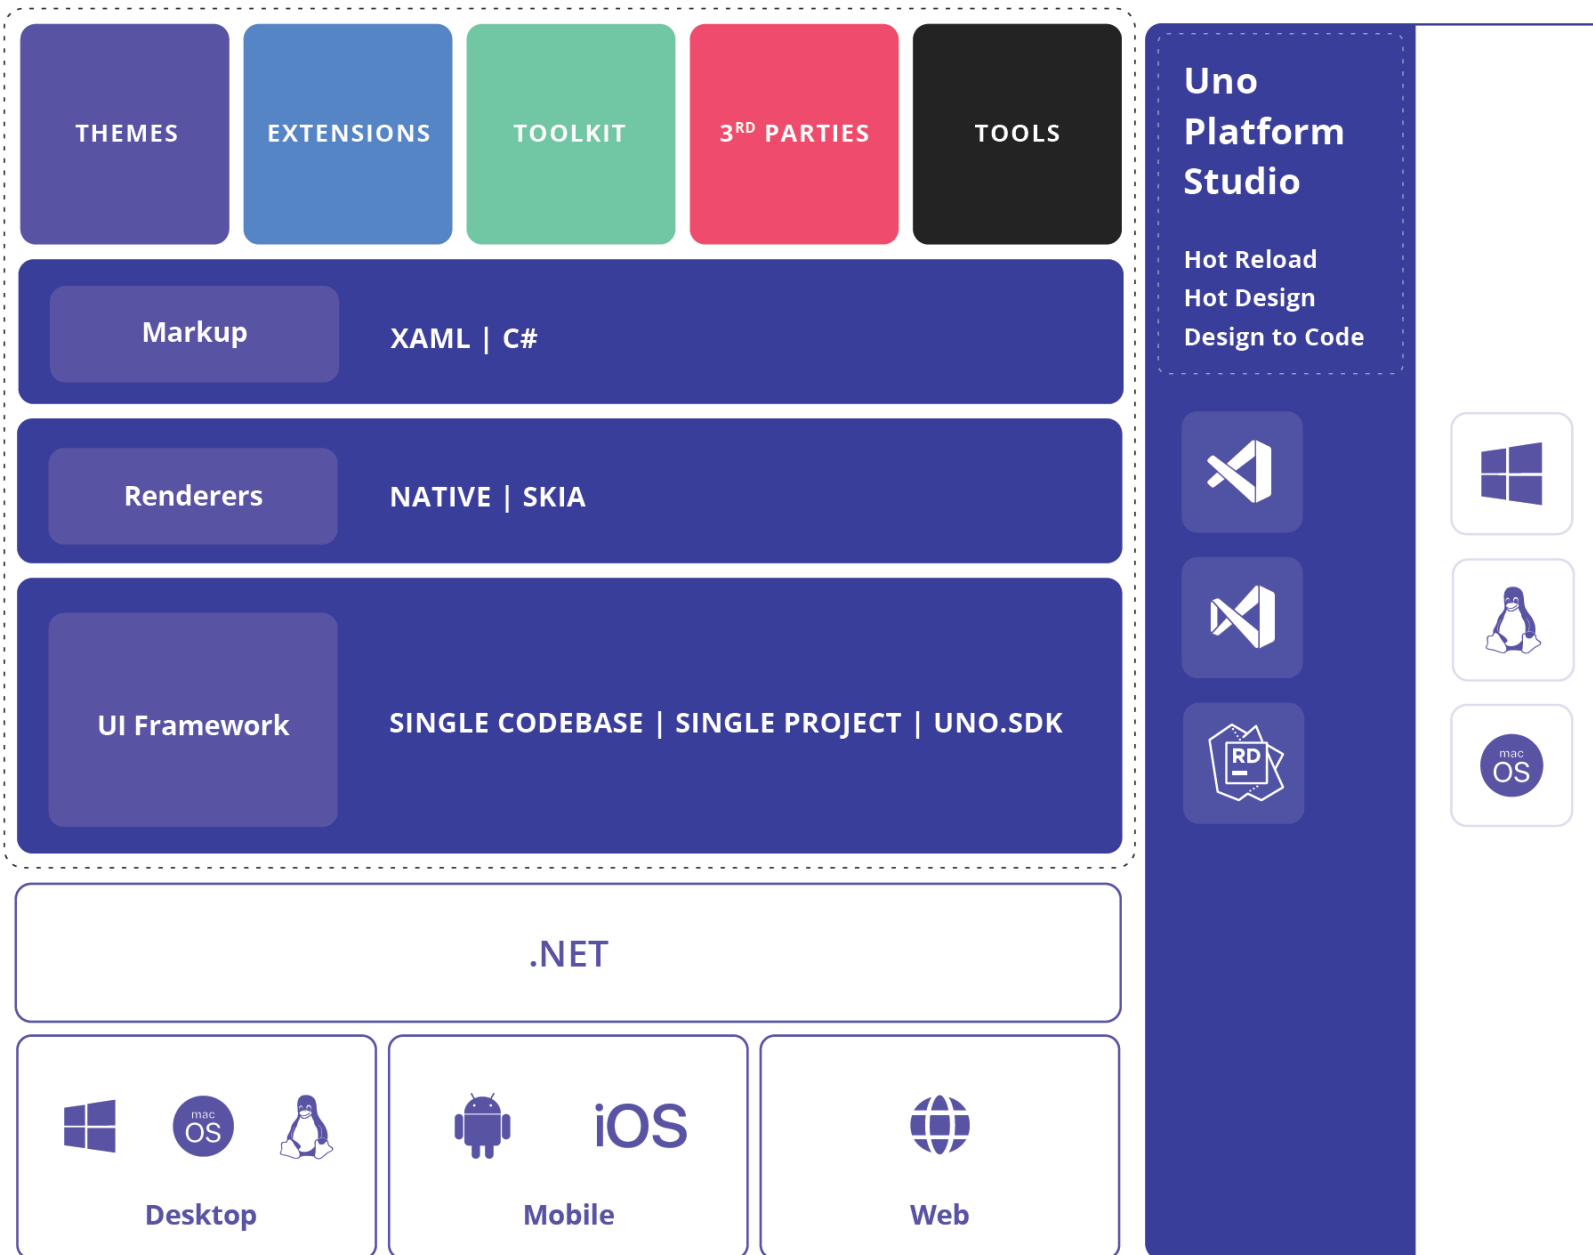 THEMES
EXTENSIONS
TOOLKIT
3RD PARTIES
TOOLS
Markup
XAML | C#
Renderers
NATIVE | SKIA
UI Framework
SINGLE CODEBASE | SINGLE PROJECT | UNO.SDK
.NET
mac
OS
iOS
Desktop
Mobile
Web
Uno
Platform
Studio
Hot Reload
Hot Design
Design to Code
RD
mac
OS